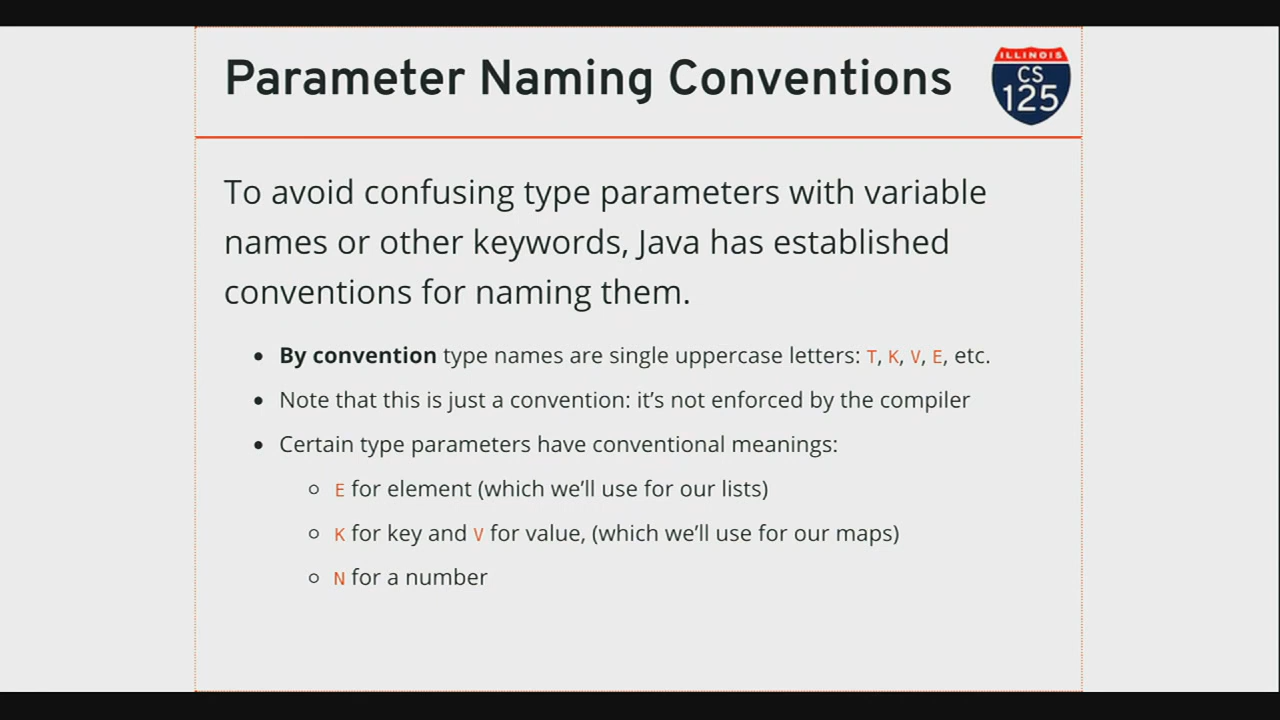 Parameter Naming Conventions
ILLINOIS
CS
125
To avoid confusing type parameters with variable
names or other keywords, Java has established
conventions for naming them.
• By convention type names are single uppercase letters: T, K, V, E, etc.
• Note that this is just a convention: it's not enforced by the compiler
• Certain type parameters have conventional meanings:
○ E for element (which we'll use for our lists)
○ K for key and V for value, (which we'll use for our maps)
○ N for a number